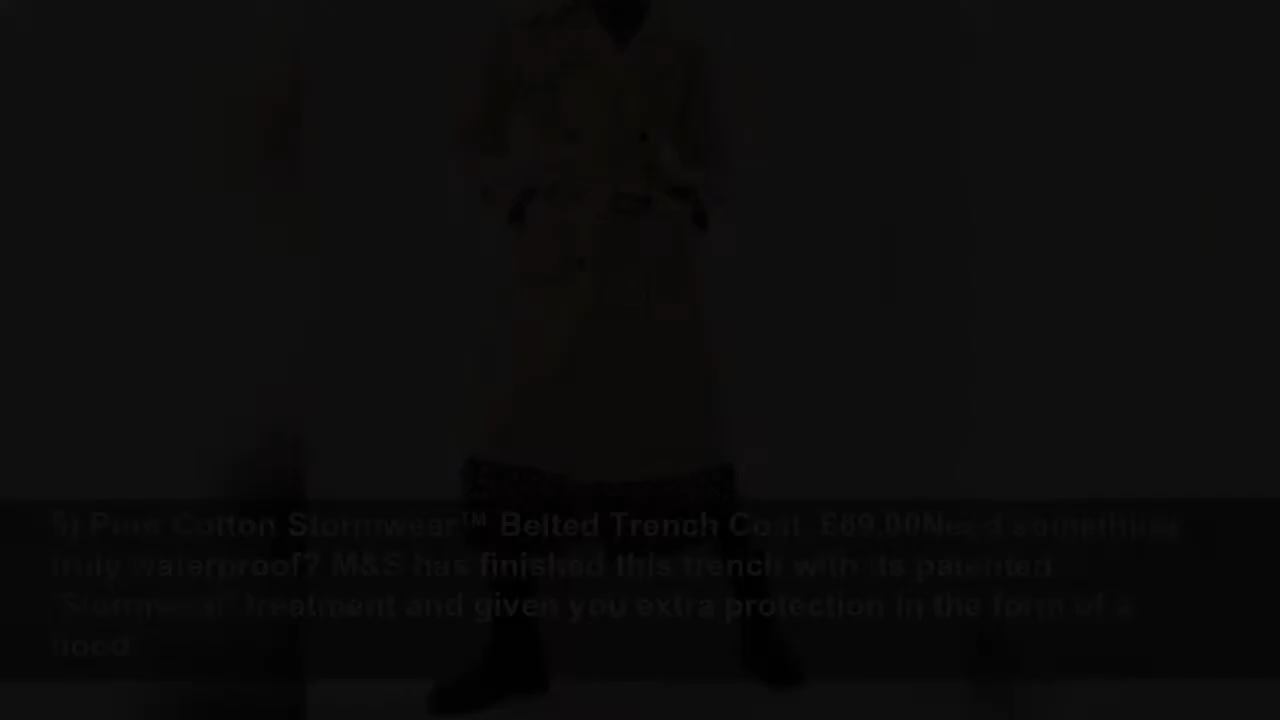 5) Pure Cotton Stormwear™ Belted Trench Coat, £89.00Need something
truly waterproof? M&S has finished this trench with its patented
'Stormwear' treatment and given you extra protection in the form of a
hood.